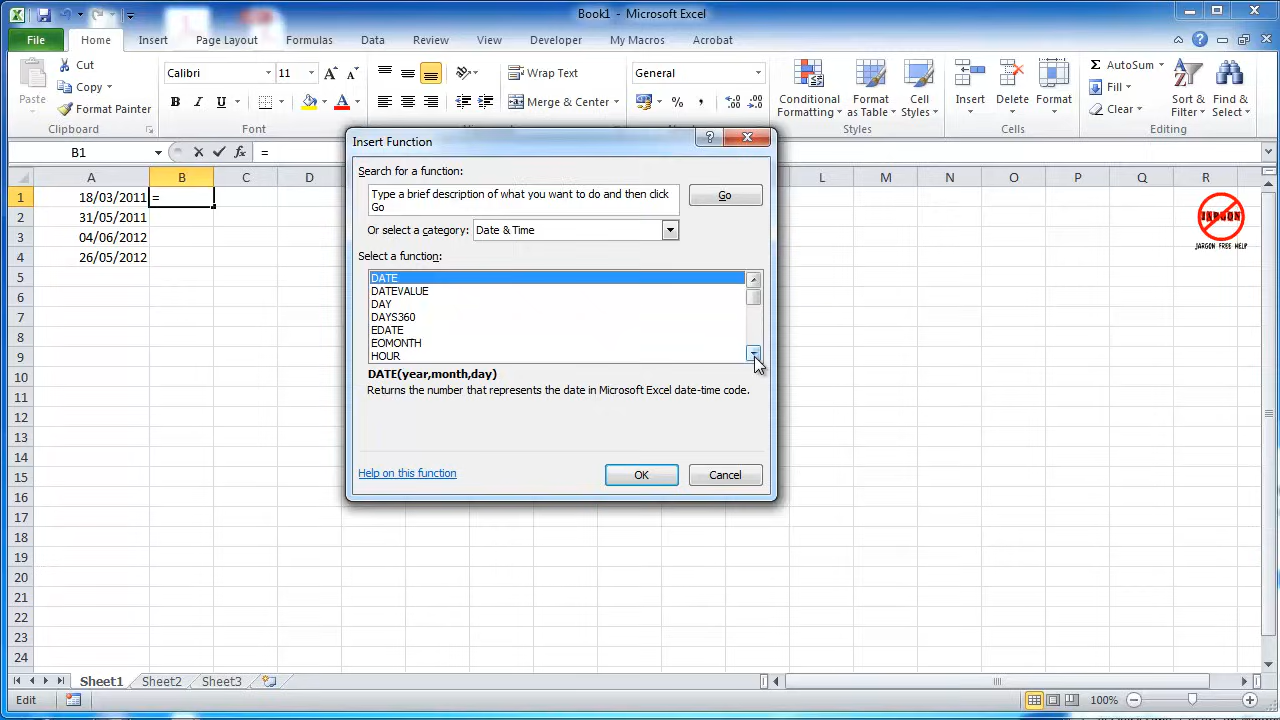 Book1 - Microsoft Excel
File Home Insert Page Layout Formulas Data Review View Developer My Macros Acrobat
Paste
Cut
Copy
Format Painter
Clipboard
Calibri 11
B I U
Font
Wrap Text
Merge & Center
General
%
Conditional Formatting
Format as Table
Cell Styles
Styles
Insert Delete Format
Cells
AutoSum
Fill
Clear
Sort & Filter
Find & Select
Editing
B1 fx =
A B C D L M N O P Q R
1 18/03/2011 =
2 31/05/2011
3 04/06/2012
4 26/05/2012
5
6
7
8
9
10
11
12
13
14
15
16
17
18
19
20
21
22
23
24
JARGON
JARGON FREE HELP
Insert Function
Search for a function:
Type a brief description of what you want to do and then click
Go
Go
Or select a category: Date & Time
Select a function:
DATE
DATEVALUE
DAY
DAYS360
EDATE
EOMONTH
HOUR
DATE(year,month,day)
Returns the number that represents the date in Microsoft Excel date-time code.
Help on this function
OK
Cancel
Sheet1 Sheet2 Sheet3
Edit
100%